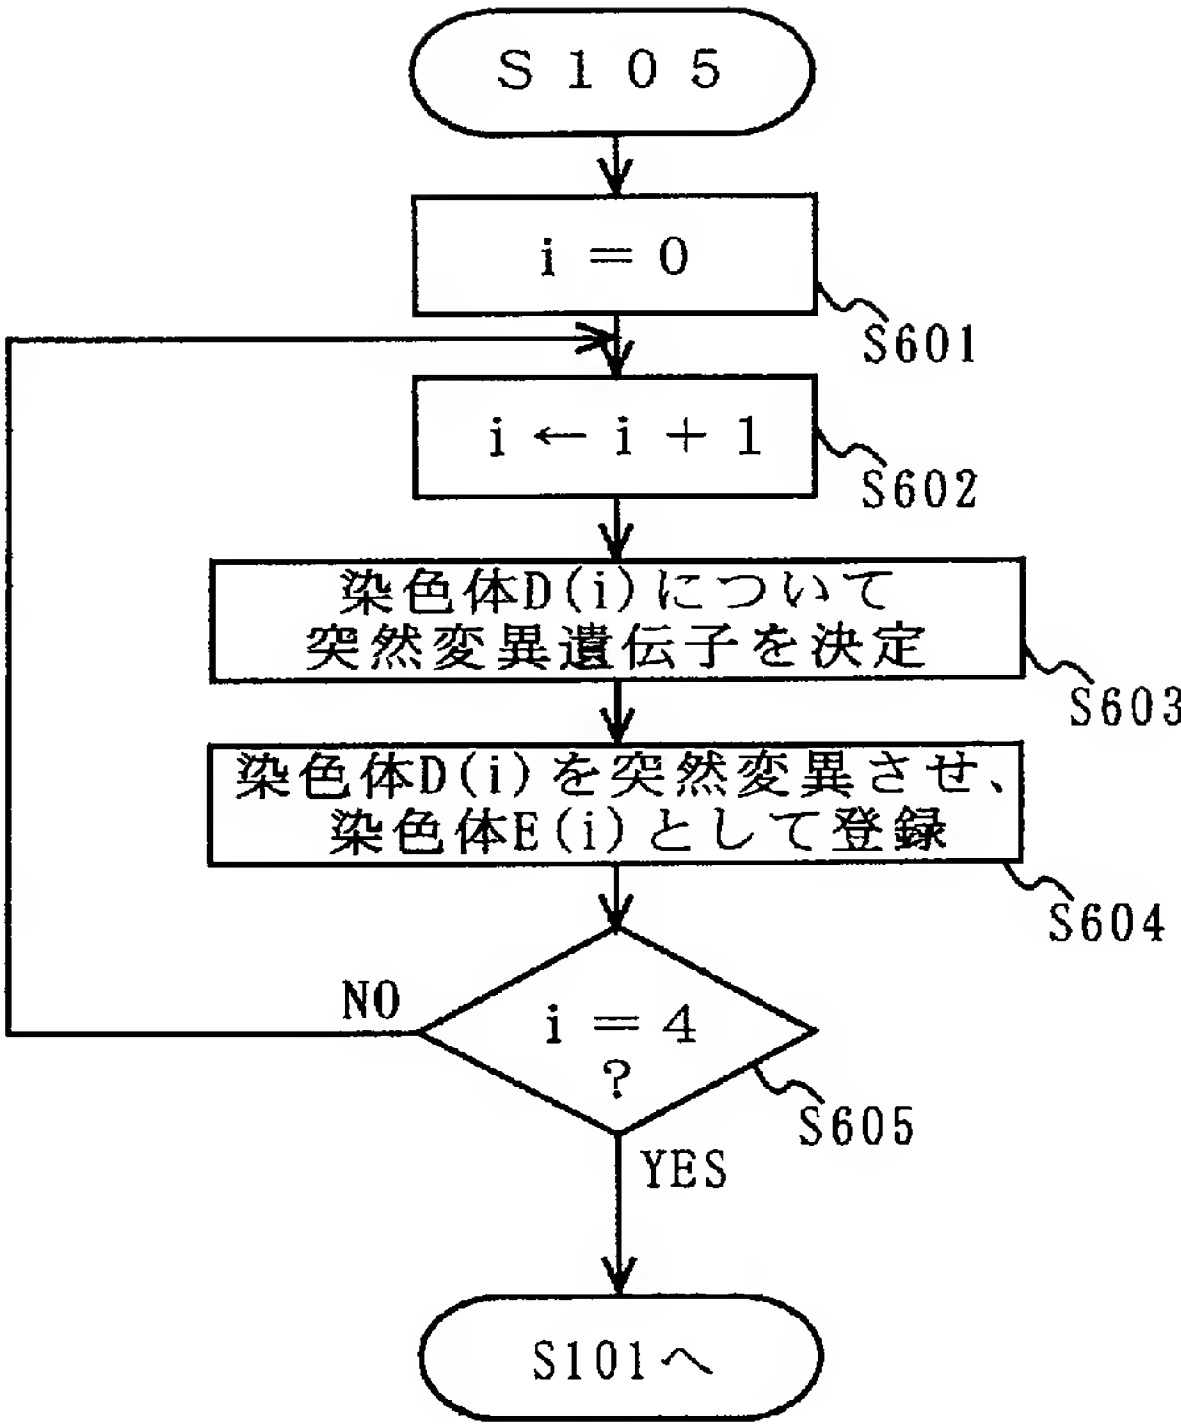 Ｓ１０５
i = 0
S601
i ← i + 1
S602
染色体D(i)について
突然変異遺伝子を決定
S603
染色体D(i)を突然変異させ、
染色体E(i)として登録
S604
NO
i = 4
?
S605
YES
S101へ